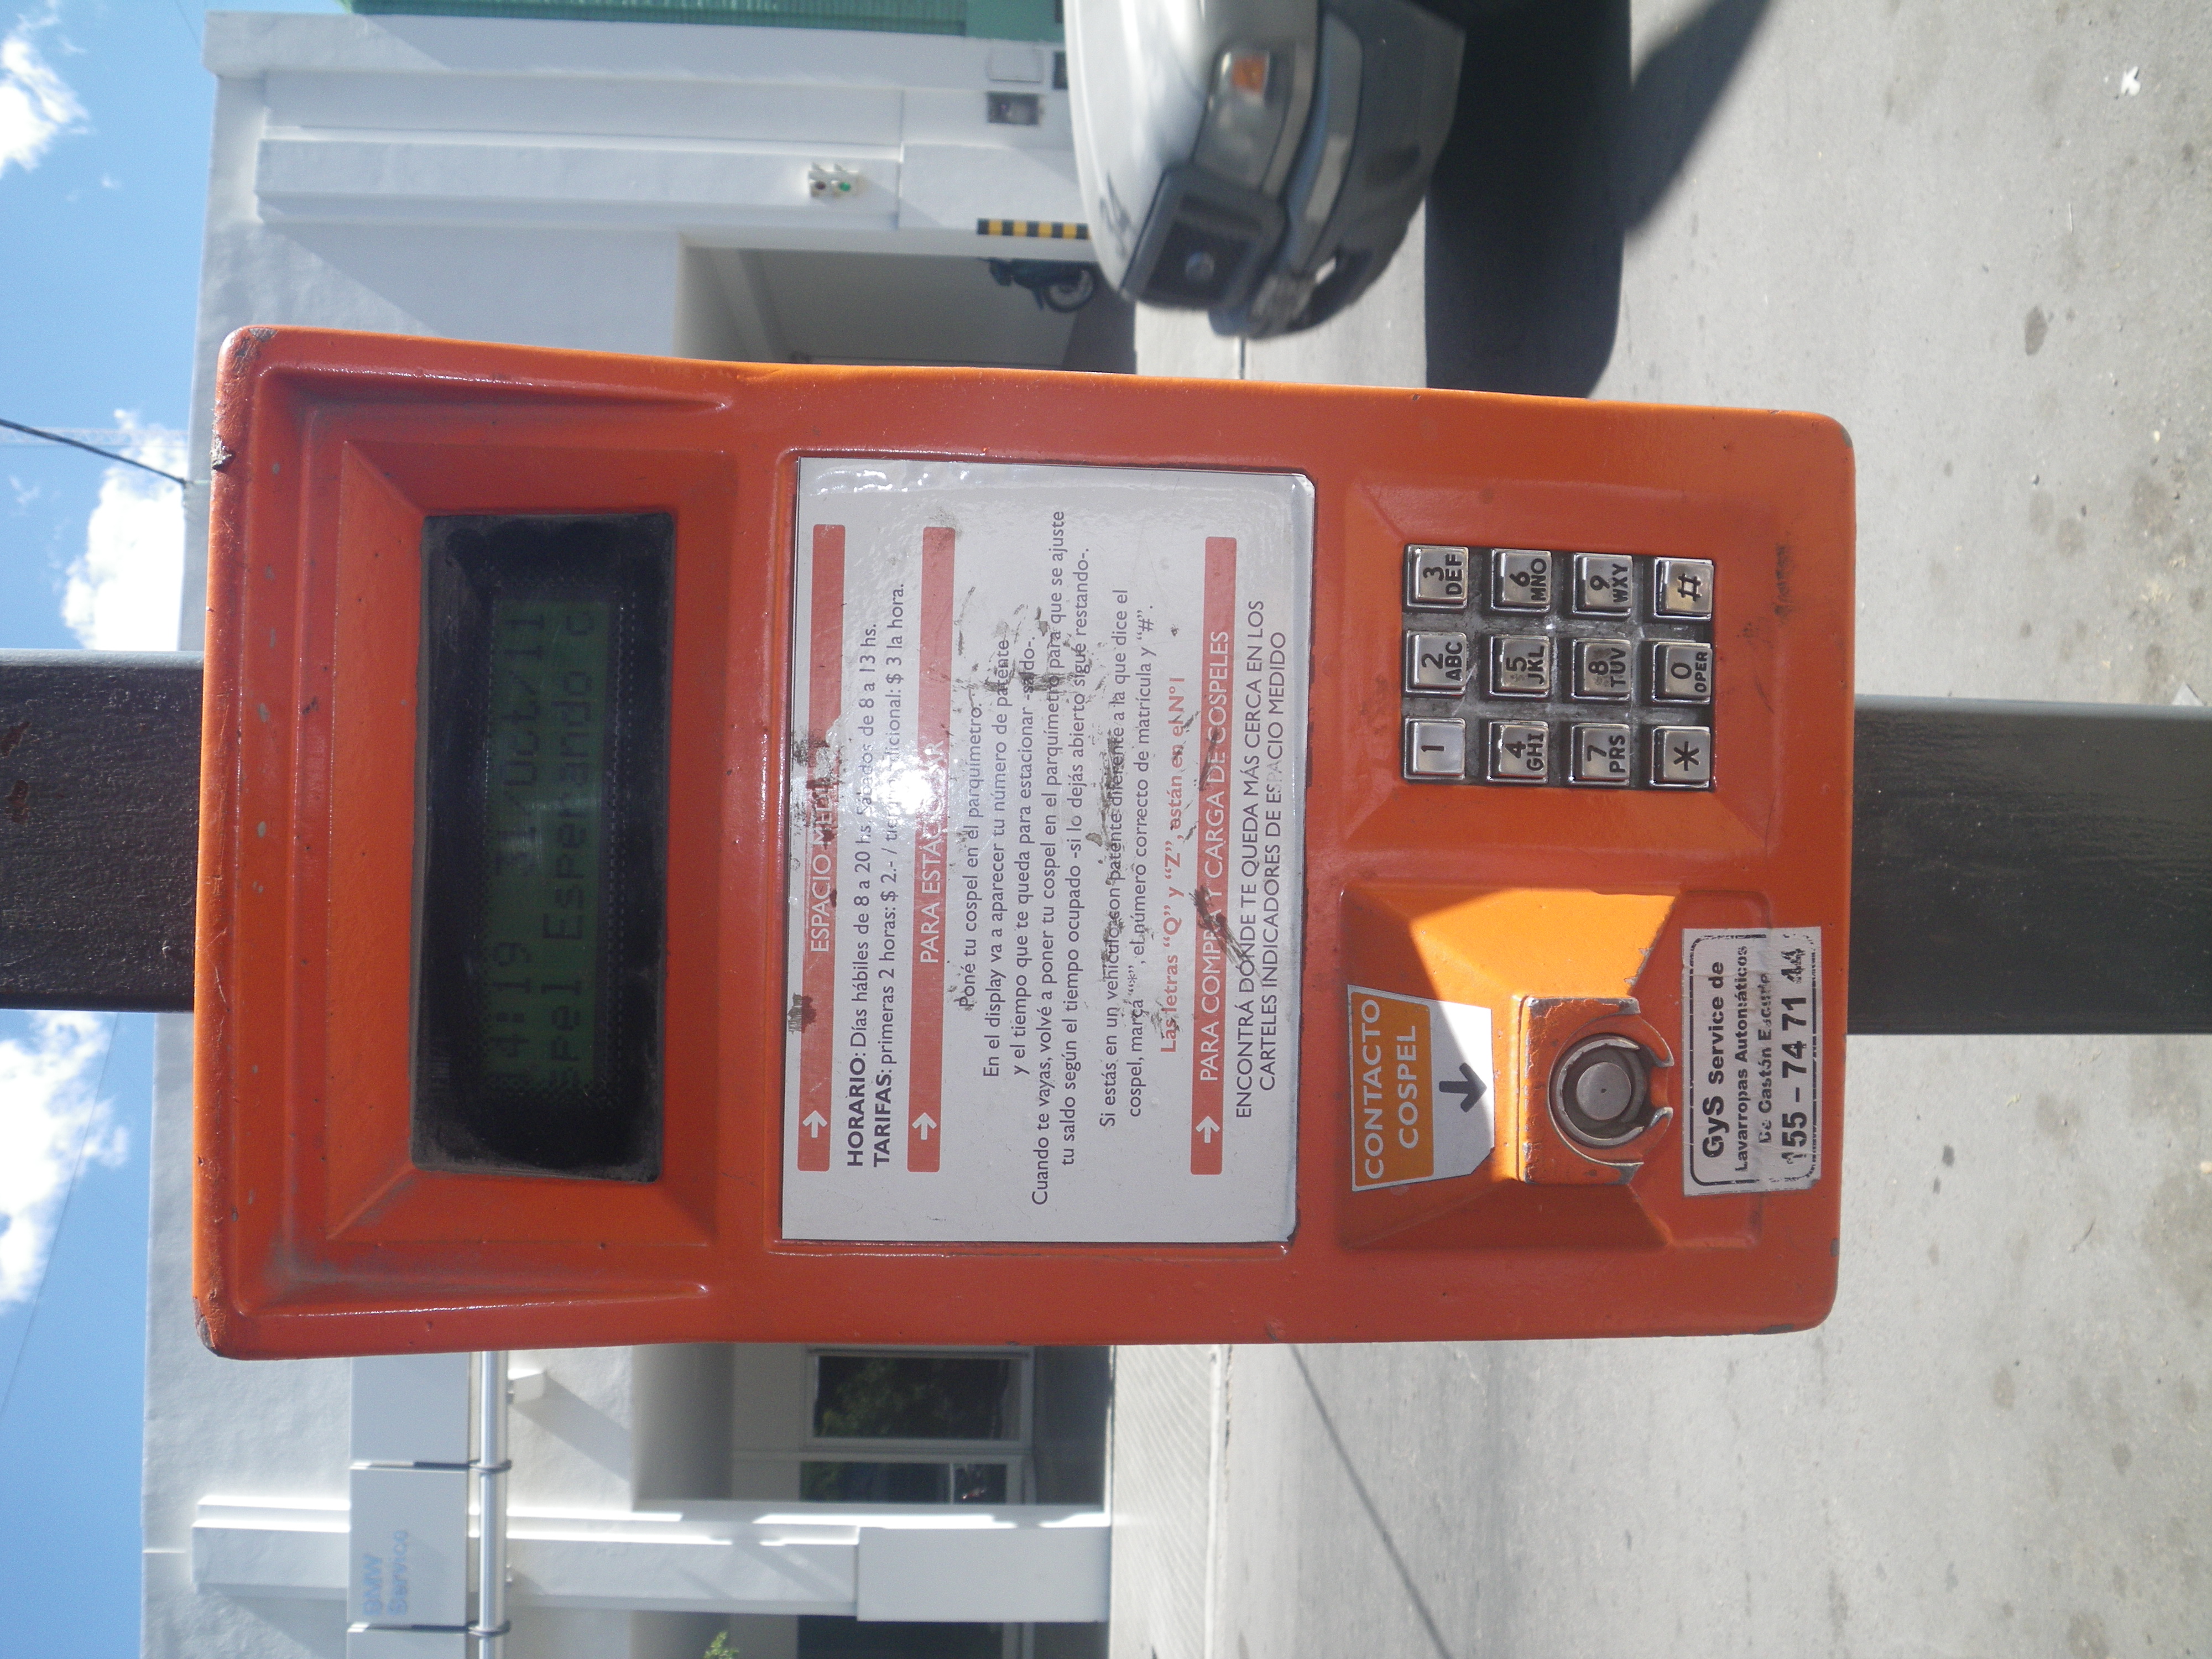 BMW
Service
14:19 31/Oct/11
spel Esperando c
ESPACIO
HORARIO: Días hábiles de 8 a 20 hs. Sábados de 8 a 13 hs.
TARIFAS: primeras 2 horas: $ 2.- / tiempo adicional: $ 3 la hora.
PARA ESTACIONAR
Poné tu cospel en el parquímetro.
En el display va a aparecer tu número de patente
y el tiempo que te queda para estacionar -saldo-.
Cuando te vayas, volvé a poner tu cospel en el parquímetro para que se ajuste
tu saldo según el tiempo ocupado -si lo dejás abierto sigue restando-.
Si estás en un vehículo con patente diferente a la que dice el
cospel, marcá “*”, el número correcto de matrícula y “#”.
Las letras “Q” y “Z”, están en el Nº1
PARA COMPRA Y CARGA DE COSPELES
ENCONTRÁ DÓNDE TE QUEDA MÁS CERCA EN LOS
CARTELES INDICADORES DE ESPACIO MEDIDO
CONTACTO
COSPEL
1 2 3
ABC DEF
4 5 6
GHI JKL MNO
7 8 9
PRS TUV WXY
* 0 #
OPER
GyS Service de
Lavarropas Automáticos
De Gastón
155 – 74 71 44